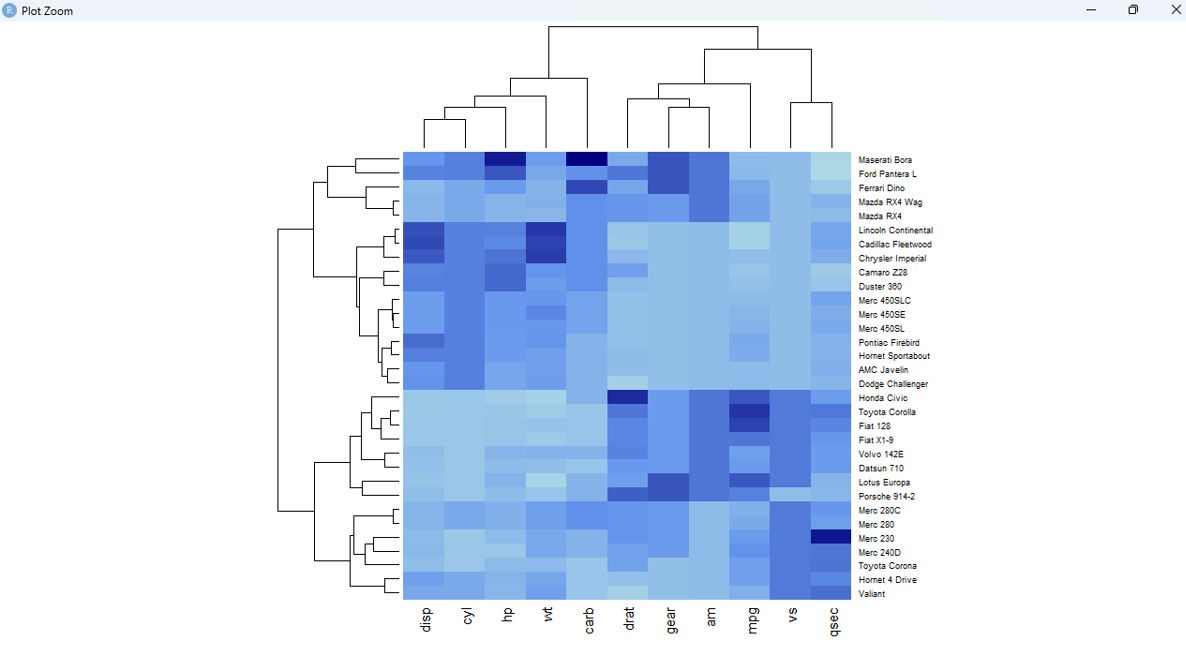 R Plot Zoom
Maserati Bora
Ford Pantera L
Ferrari Dino
Mazda RX4 Wag
Mazda RX4
Lincoln Continental
Cadillac Fleetwood
Chrysler Imperial
Camaro Z28
Duster 360
Merc 450SLC
Merc 450SE
Merc 450SL
Pontiac Firebird
Hornet Sportabout
AMC Javelin
Dodge Challenger
Honda Civic
Toyota Corolla
Fiat 128
Fiat X1-9
Volvo 142E
Datsun 710
Lotus Europa
Porsche 914-2
Merc 280C
Merc 280
Merc 230
Merc 240D
Toyota Corona
Hornet 4 Drive
Valiant
disp cyl hp wt carb drat gear am mpg vs qsec